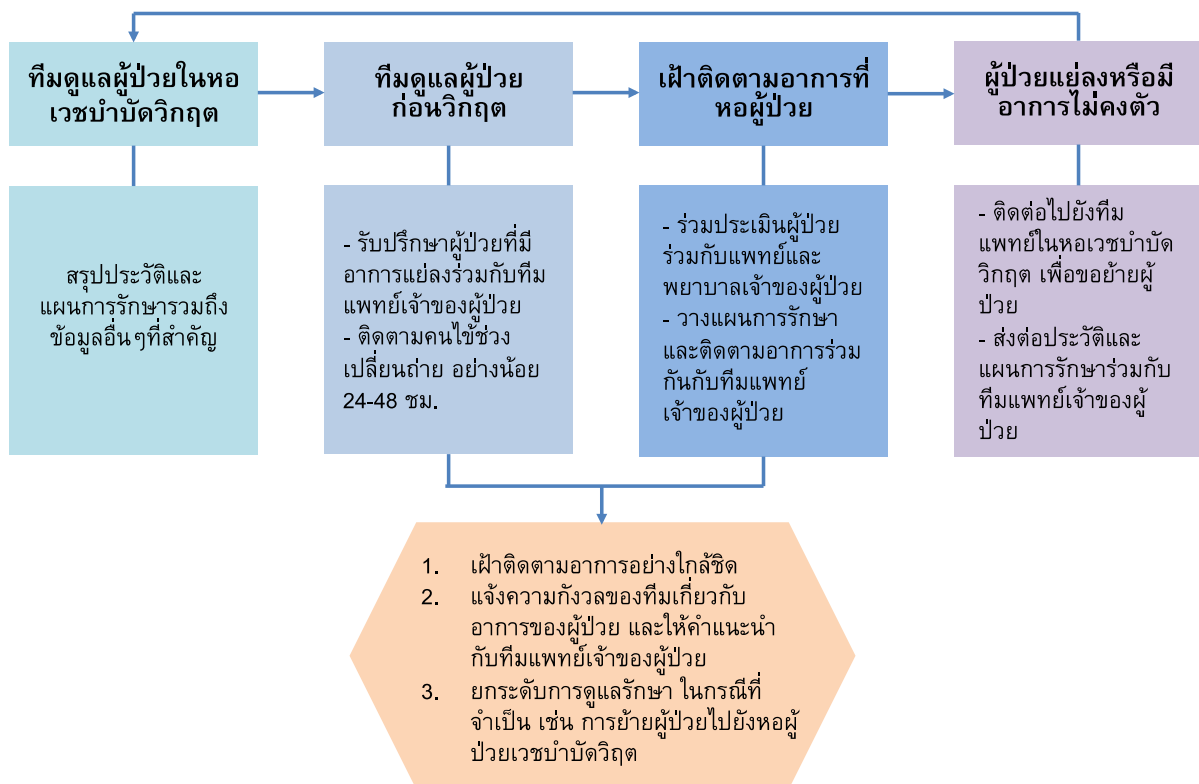 ทีมดูแลผู้ป่วยในหอ
เวชบำบัดวิกฤต
ทีมดูแลผู้ป่วย
ก่อนวิกฤต
เฝ้าติดตามอาการที่
หอผู้ป่วย
ผู้ป่วยแย่ลงหรือมี
อาการไม่คงตัว
สรุปประวัติและ
แผนการรักษารวมถึง
ข้อมูลอื่นๆที่สำคัญ
- รับปรึกษาผู้ป่วยที่มี
อาการแย่ลงร่วมกับทีม
แพทย์เจ้าของผู้ป่วย
- ติดตามคนไข้ช่วง
เปลี่ยนถ่าย อย่างน้อย
24-48 ชม.
- ร่วมประเมินผู้ป่วย
ร่วมกับแพทย์และ
พยาบาลเจ้าของผู้ป่วย
- วางแผนการรักษา
และติดตามอาการร่วม
กันกับทีมแพทย์
เจ้าของผู้ป่วย
- ติดต่อไปยังทีม
แพทย์ในหอเวชบำบัด
วิกฤต เพื่อขอย้ายผู้
ป่วย
- ส่งต่อประวัติและ
แผนการรักษาร่วมกับ
ทีมแพทย์เจ้าของผู้
ป่วย
1. เฝ้าติดตามอาการอย่างใกล้ชิด
2. แจ้งความกังวลของทีมเกี่ยวกับ
อาการของผู้ป่วย และให้คำแนะนำ
กับทีมแพทย์เจ้าของผู้ป่วย
3. ยกระดับการดูแลรักษา ในกรณีที่
จำเป็น เช่น การย้ายผู้ป่วยไปยังหอผู้
ป่วยเวชบำบัดวิฤต